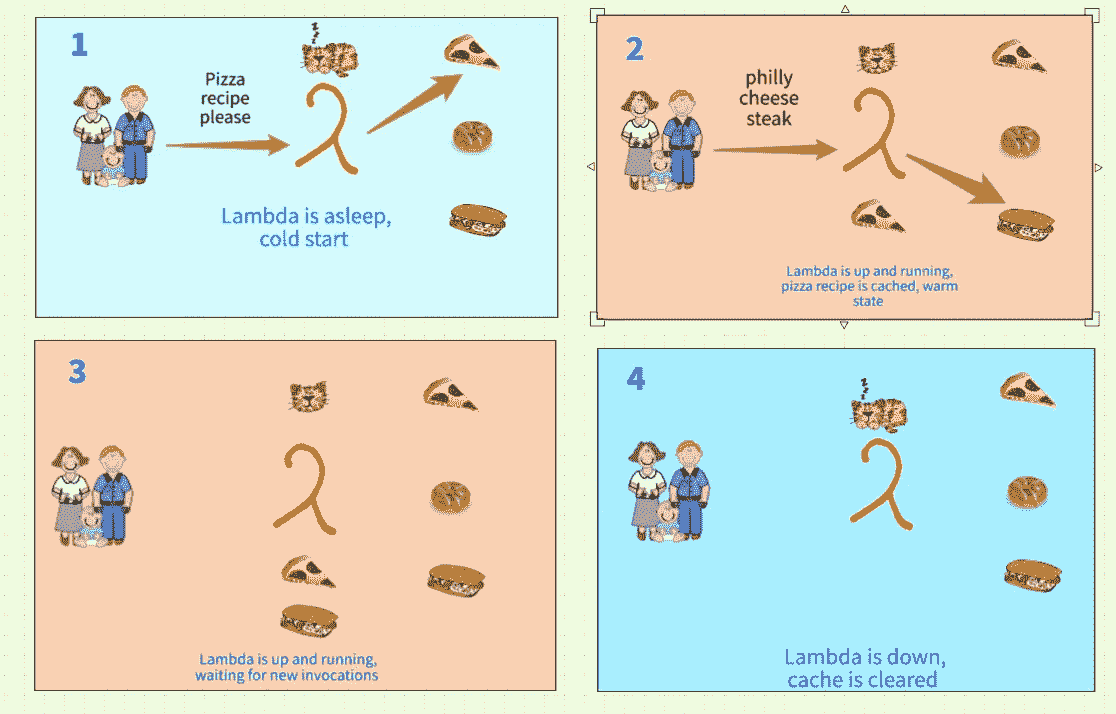 1
Pizza
recipe
please
Lambda is asleep,
cold start
2
philly
cheese
steak
Lambda is up and running,
pizza recipe is cached, warm
state
3
Lambda is up and running,
waiting for new invocations
4
Lambda is down,
cache is cleared